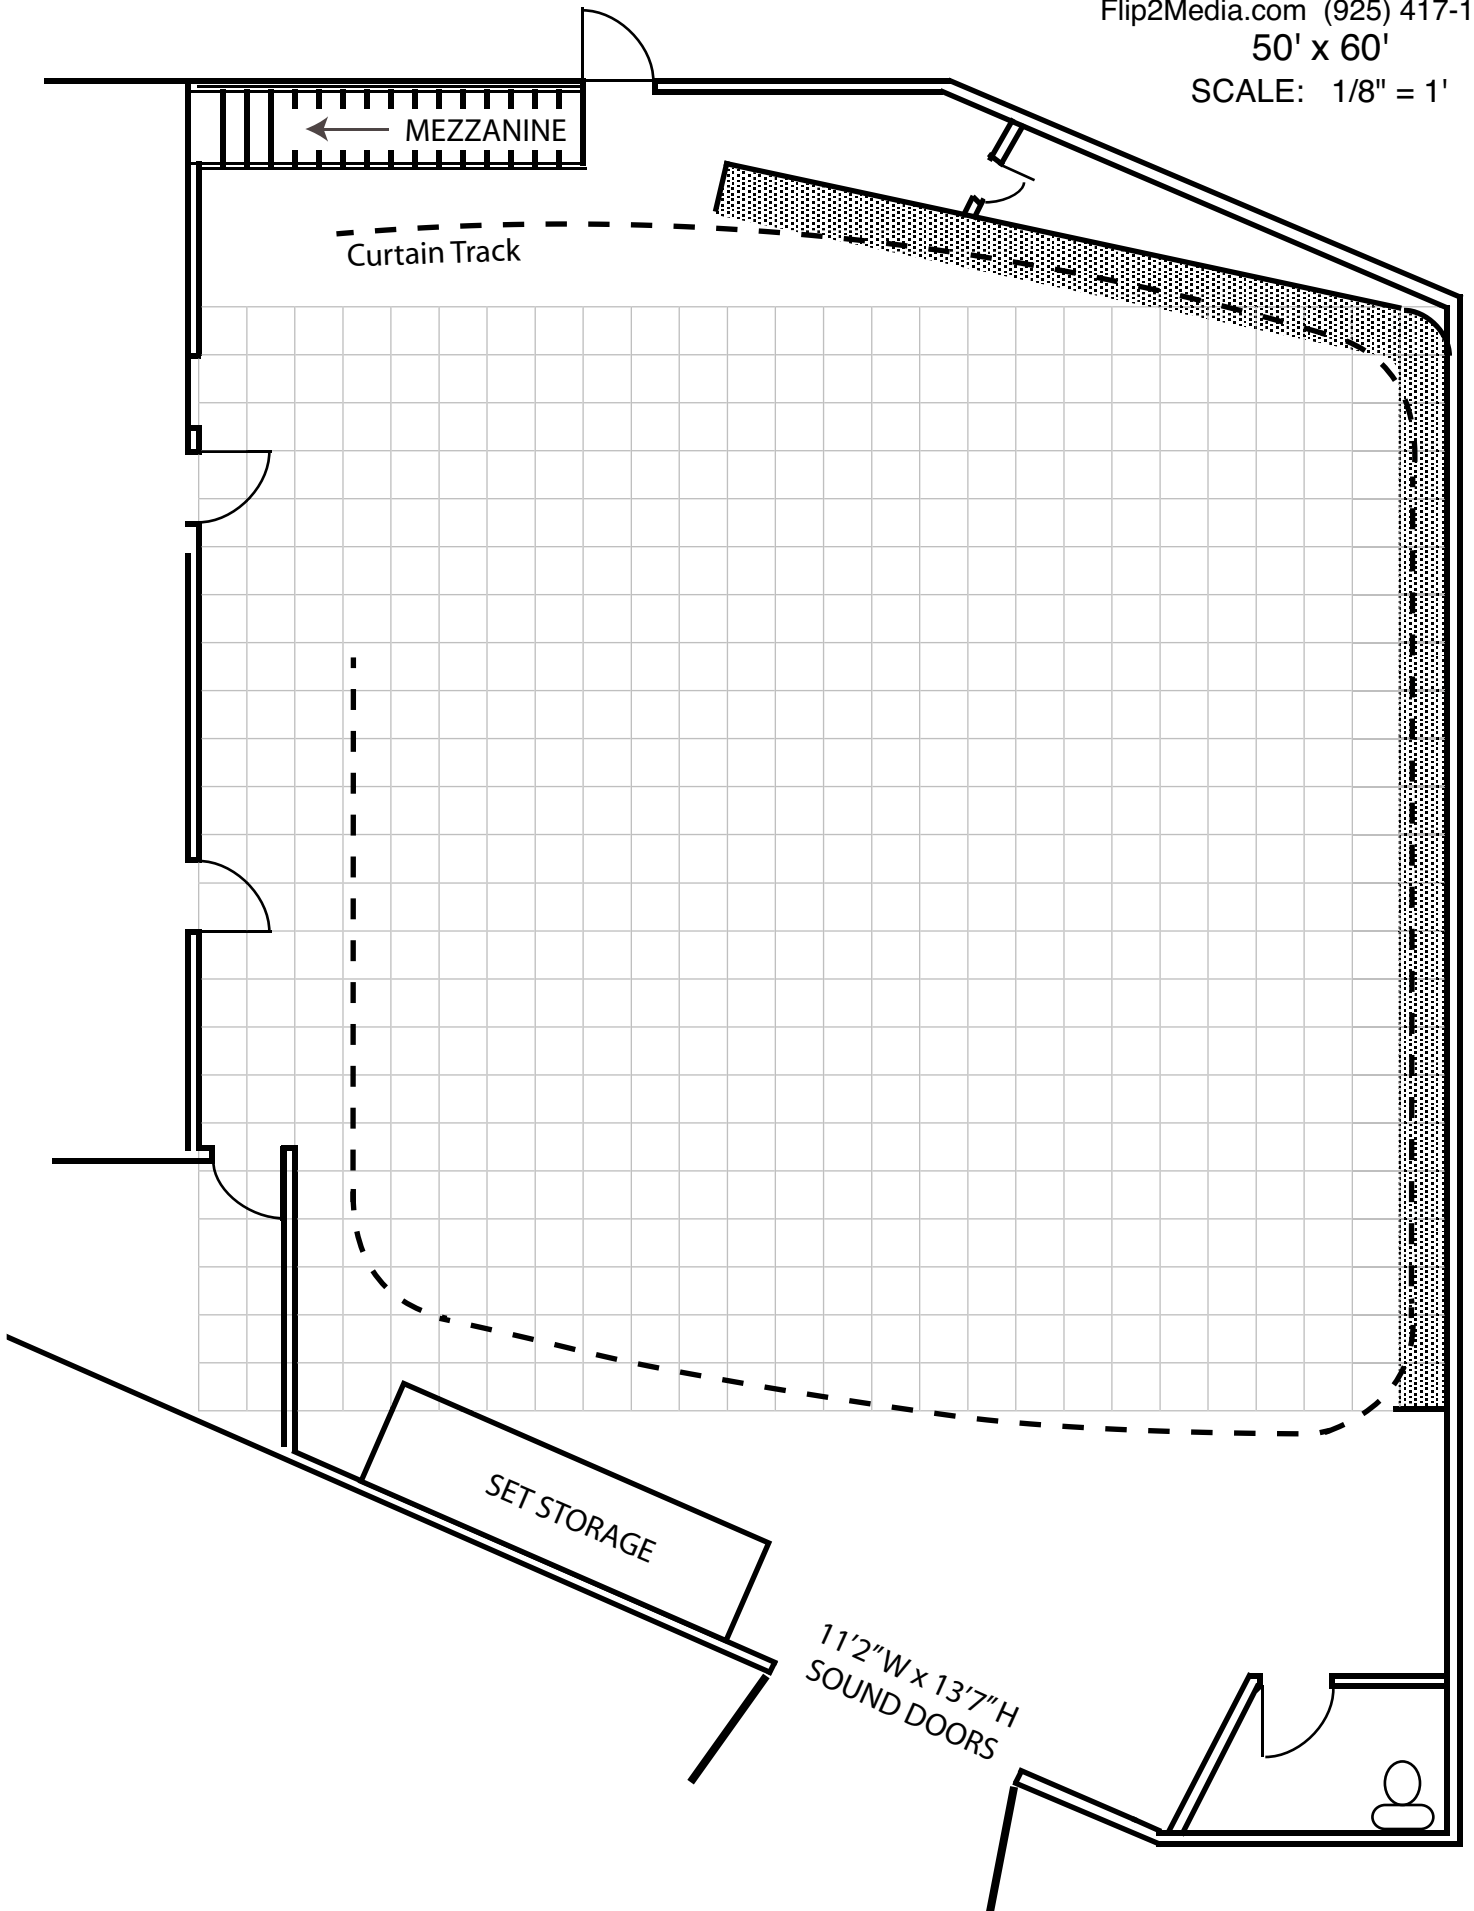 Flip2Media.com (925) 417-1
50' x 60'
SCALE: 1/8" = 1'
MEZZANINE
Curtain Track
SET STORAGE
11’2”W x 13’7”H
SOUND DOORS